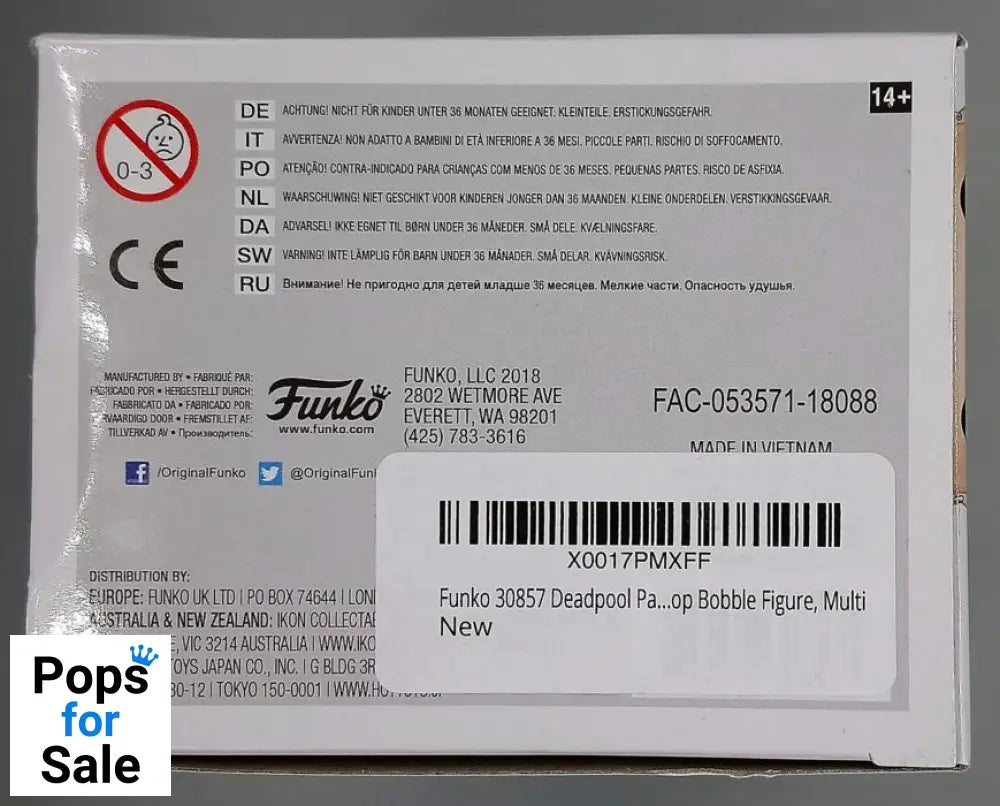 14+
0-3
DE ACHTUNG! NICHT FÜR KINDER UNTER 36 MONATEN GEEIGNET. KLEINTEILE. ERSTICKUNGSGEFAHR.
IT AVVERTENZA! NON ADATTO A BAMBINI DI ETÀ INFERIORE A 36 MESI. PICCOLE PARTI. RISCHIO DI SOFFOCAMENTO.
PO ATENÇÃO! CONTRA-INDICADO PARA CRIANÇAS COM MENOS DE 36 MESES. PEQUENAS PARTES. RISCO DE ASFIXIA.
NL WAARSCHUWING! NIET GESCHIKT VOOR KINDEREN JONGER DAN 36 MAANDEN. KLEINE ONDERDELEN. VERSTIKKINGSGEVAAR.
DA ADVARSEL! IKKE EGNET TIL BØRN UNDER 36 MÅNEDER. SMÅ DELE. KVÆLNINGSFARE.
SW VARNING! INTE LÄMPLIG FÖR BARN UNDER 36 MÅNADER. SMÅ DELAR. KVÄVNINGSRISK.
RU Внимание! Не пригодно для детей младше 36 месяцев. Мелкие части. Опасность удушья.
CE
MANUFACTURED BY • FABRIQUÉ PAR:
FABRICADO POR • HERGESTELLT DURCH:
FABBRICATO DA • FABRICADO POR:
VAARDIGD DOOR • FREMSTILLET AF:
TILLVERKAD AV • Производитель:
Funko
www.funko.com
FUNKO, LLC 2018
2802 WETMORE AVE
EVERETT, WA 98201
(425) 783-3616
FAC-053571-18088
MADE IN VIETNAM
/OriginalFunko @OriginalFunk
X0017PMXFF
Funko 30857 Deadpool Pa...op Bobble Figure, Multi
New
DISTRIBUTION BY:
EUROPE: FUNKO UK LTD | PO BOX 74644 | LON
AUSTRALIA & NEW ZEALAND: IKON COLLECTAB
E, VIC 3214 AUSTRALIA | WWW.IKO
TOYS JAPAN CO., INC. | G BLDG 3R
30-12 | TOKYO 150-0001 | WWW.HOTTOYS.JP
Pops
for
Sale